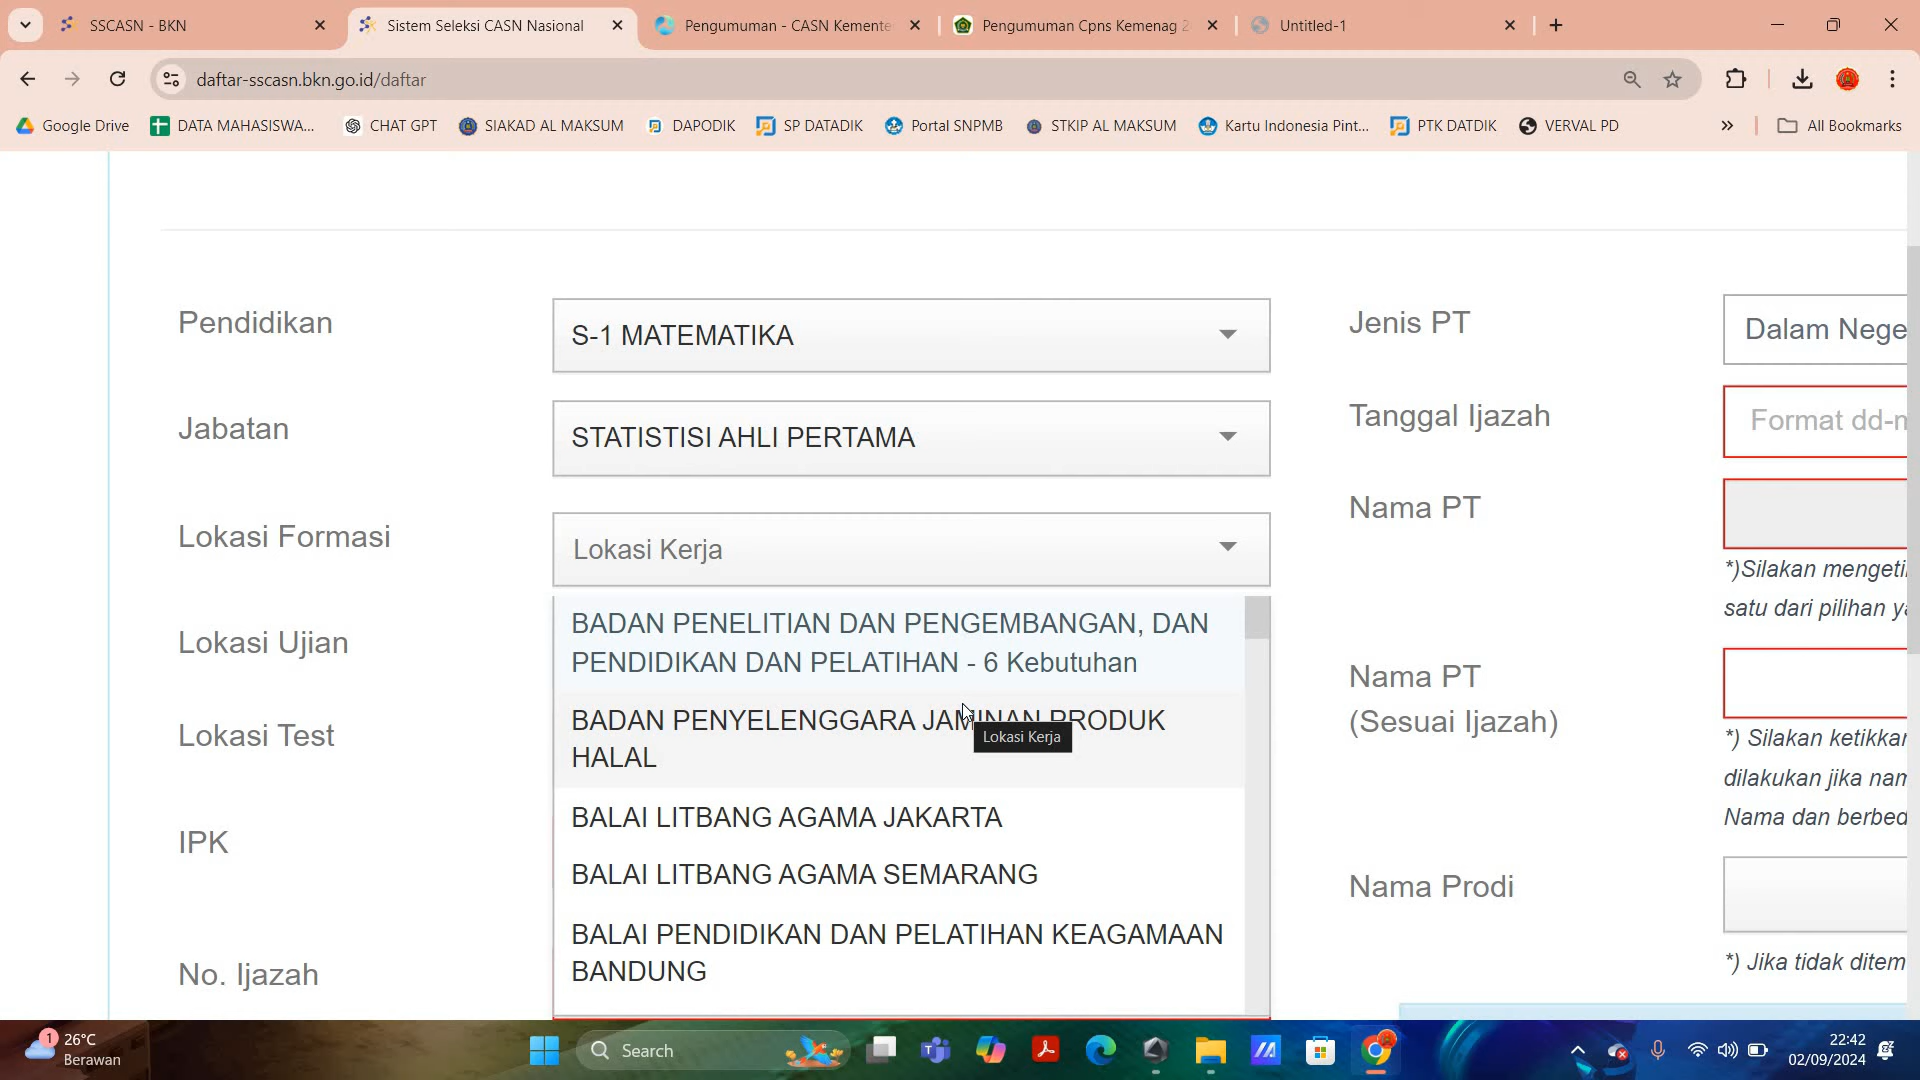 SSCASN - BKN
Sistem Seleksi CASN Nasional
Pengumuman - CASN Kemente
Pengumuman Cpns Kemenag 2
Untitled-1
daftar-sscasn.bkn.go.id/daftar
Google Drive
DATA MAHASISWA...
CHAT GPT
SIAKAD AL MAKSUM
DAPODIK
SP DATADIK
Portal SNPMB
STKIP AL MAKSUM
Kartu Indonesia Pint...
PTK DATDIK
VERVAL PD
All Bookmarks
Pendidikan
S-1 MATEMATIKA
Jenis PT
Dalam Nege
Jabatan
STATISTISI AHLI PERTAMA
Tanggal Ijazah
Format dd-m
Lokasi Formasi
Lokasi Kerja
Nama PT
*)Silakan mengeti
satu dari pilihan ya
Lokasi Ujian
BADAN PENELITIAN DAN PENGEMBANGAN, DAN
PENDIDIKAN DAN PELATIHAN - 6 Kebutuhan
Nama PT
(Sesuai Ijazah)
Lokasi Test
BADAN PENYELENGGARA JAMINAN PRODUK
HALAL
Lokasi Kerja
*) Silakan ketikkan
dilakukan jika nam
Nama dan berbed
IPK
BALAI LITBANG AGAMA JAKARTA
BALAI LITBANG AGAMA SEMARANG
Nama Prodi
BALAI PENDIDIKAN DAN PELATIHAN KEAGAMAAN
BANDUNG
*) Jika tidak ditem
No. Ijazah
1
26°C
Berawan
Search
22:42
02/09/2024